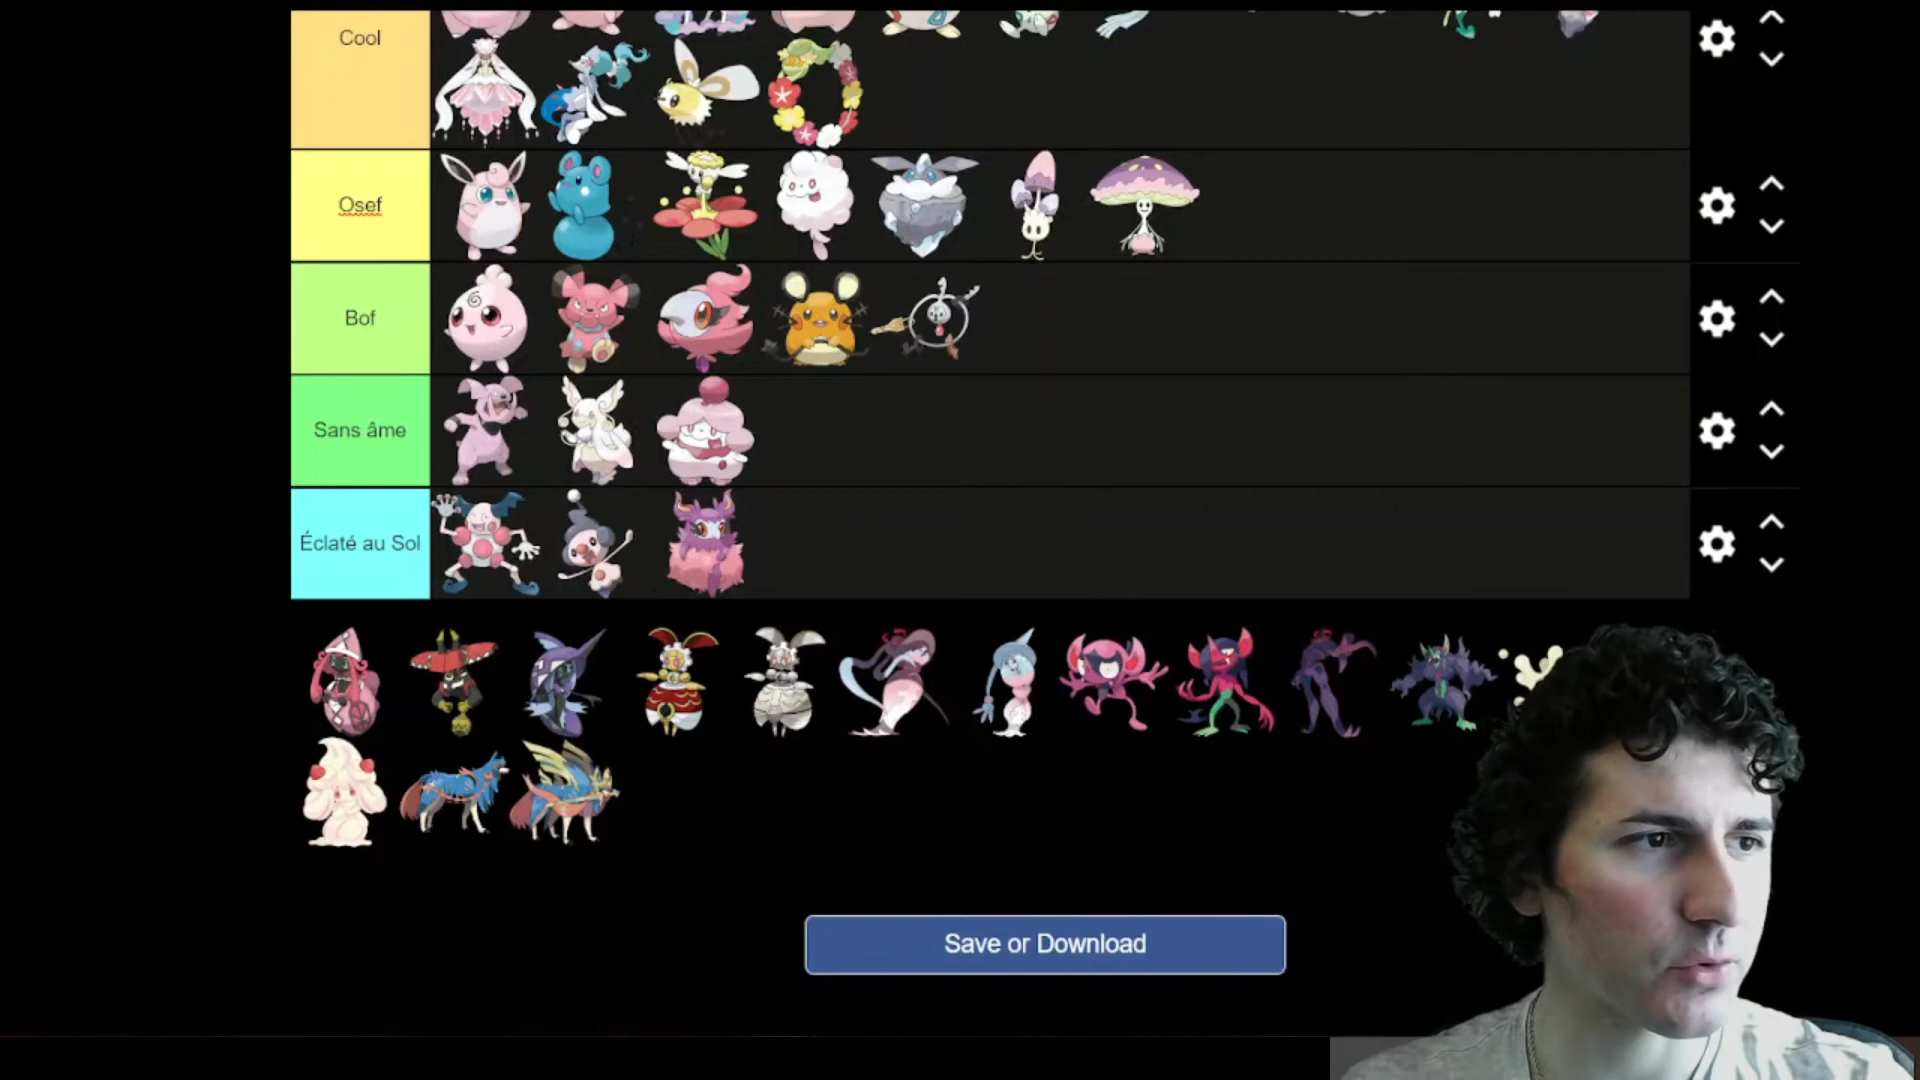 Cool
Osef
Bof
Sans âme
Éclaté au Sol
Save or Download